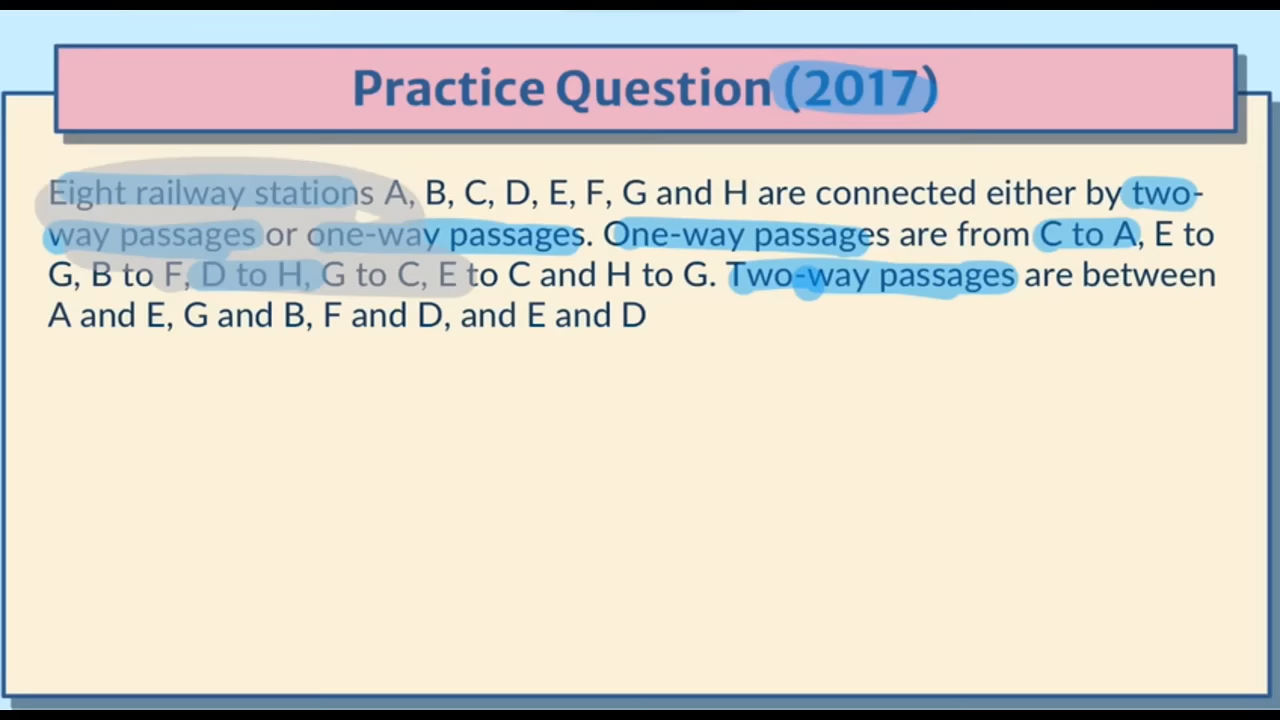 Practice Question (2017)
Eight railway stations A, B, C, D, E, F, G and H are connected either by two-
way passages or one-way passages. One-way passages are from C to A, E to
G, B to F, D to H, G to C, E to C and H to G. Two-way passages are between
A and E, G and B, F and D, and E and D